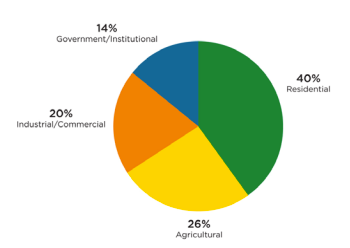 14%
Government/Institutional
40%
Residential
20%
Industrial/Commercial
26%
Agricultural